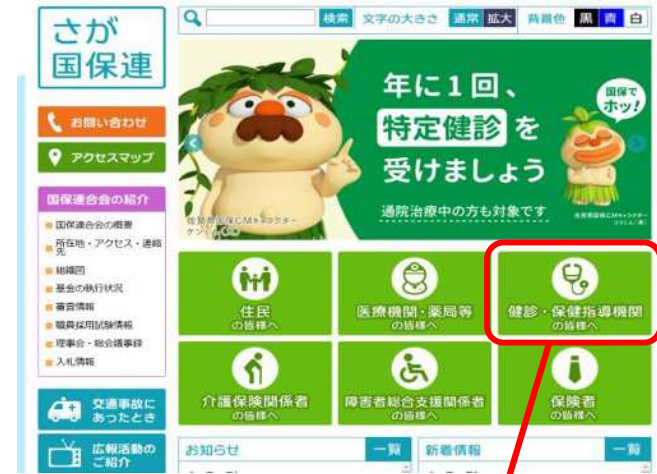 さが
国保連
お問い合わせ
アクセスマップ
国保連合会の紹介
国保連合会の概要
所在地・アクセス・連絡
先
組織図
基金の執行状況
審査情報
職員採用試験情報
理事会・総会議事録
入札情報
交通事故に
あったとき
広報活動の
ご紹介
検索
文字の大きさ 通常 拡大
背景色 黒 青 白
年に1回、
特定健診を
受けましょう
通院治療中の方も対象です
国保で
ホッ!
住民
の皆様へ
医療機関・薬局等
の皆様へ
健診・保健指導機関
の皆様へ
介護保険関係者
の皆様へ
障害者総合支援関係者
の皆様へ
保険者
の皆様へ
お知らせ 一覧
新着情報 一覧